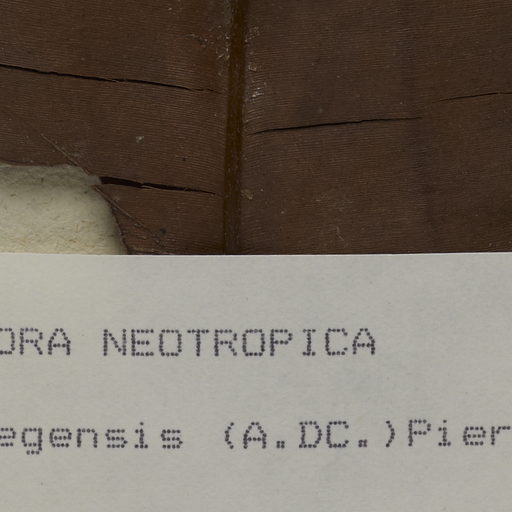 ORA NEOTROPICA
egensis (A.DC.)Pier